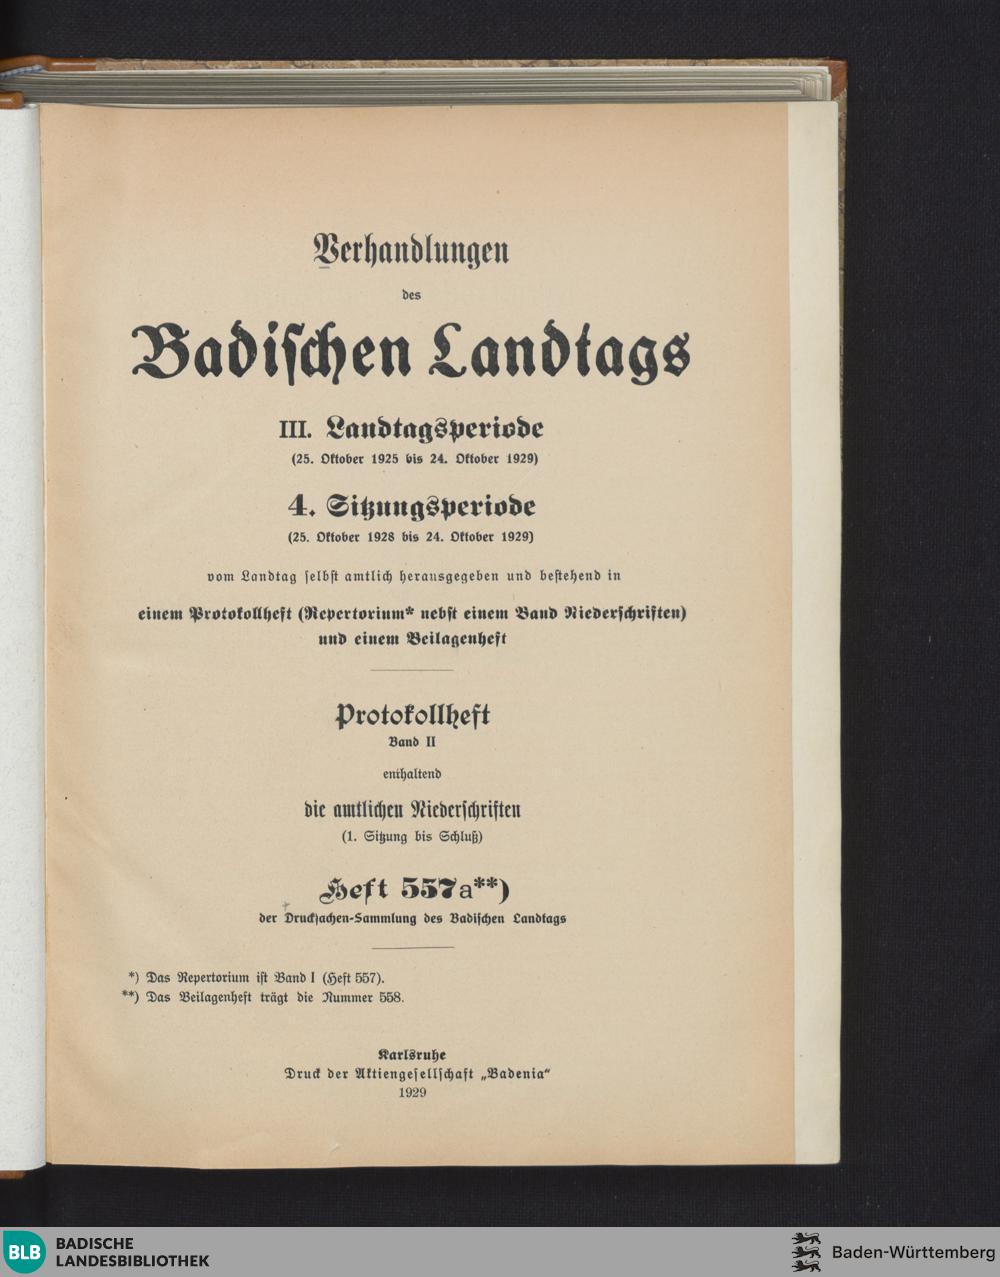 Verhandlungen
des
Badischen Landtags
III. Landtagsperiode
(25. Oktober 1925 bis 24. Oktober 1929)
4. Sitzungsperiode
(25. Oktober 1928 bis 24. Oktober 1929)
vom Landtag selbst amtlich herausgegeben und bestehend in
einem Protokollheft (Repertorium* nebst einem Band Niederschriften)
und einem Beilagenheft
Protokollheft
Band II
enthaltend
die amtlichen Niederschriften
(1. Sitzung bis Schluß)
Heft 557a**)
der Drucksachen-Sammlung des Badischen Landtags
*) Das Repertorium ist Band I (Heft 557).
**) Das Beilagenheft trägt die Nummer 558.
Karlsruhe
Druck der Aktiengesellschaft „Badenia“
1929
BLB BADISCHE
LANDESBIBLIOTHEK
Baden-Württemberg